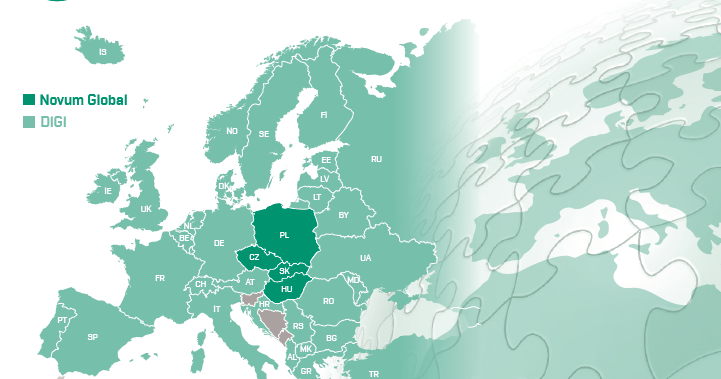 IS
Novum Global
DIGI
NO
SE
FI
EE
RU
LV
DK
LT
IE
UK
BY
NL
BE
DE
PL
CZ
UA
SK
FR
CH
AT
HU
MD
RO
HR
IT
PT
SP
RS
BG
MK
AL
GR
TR